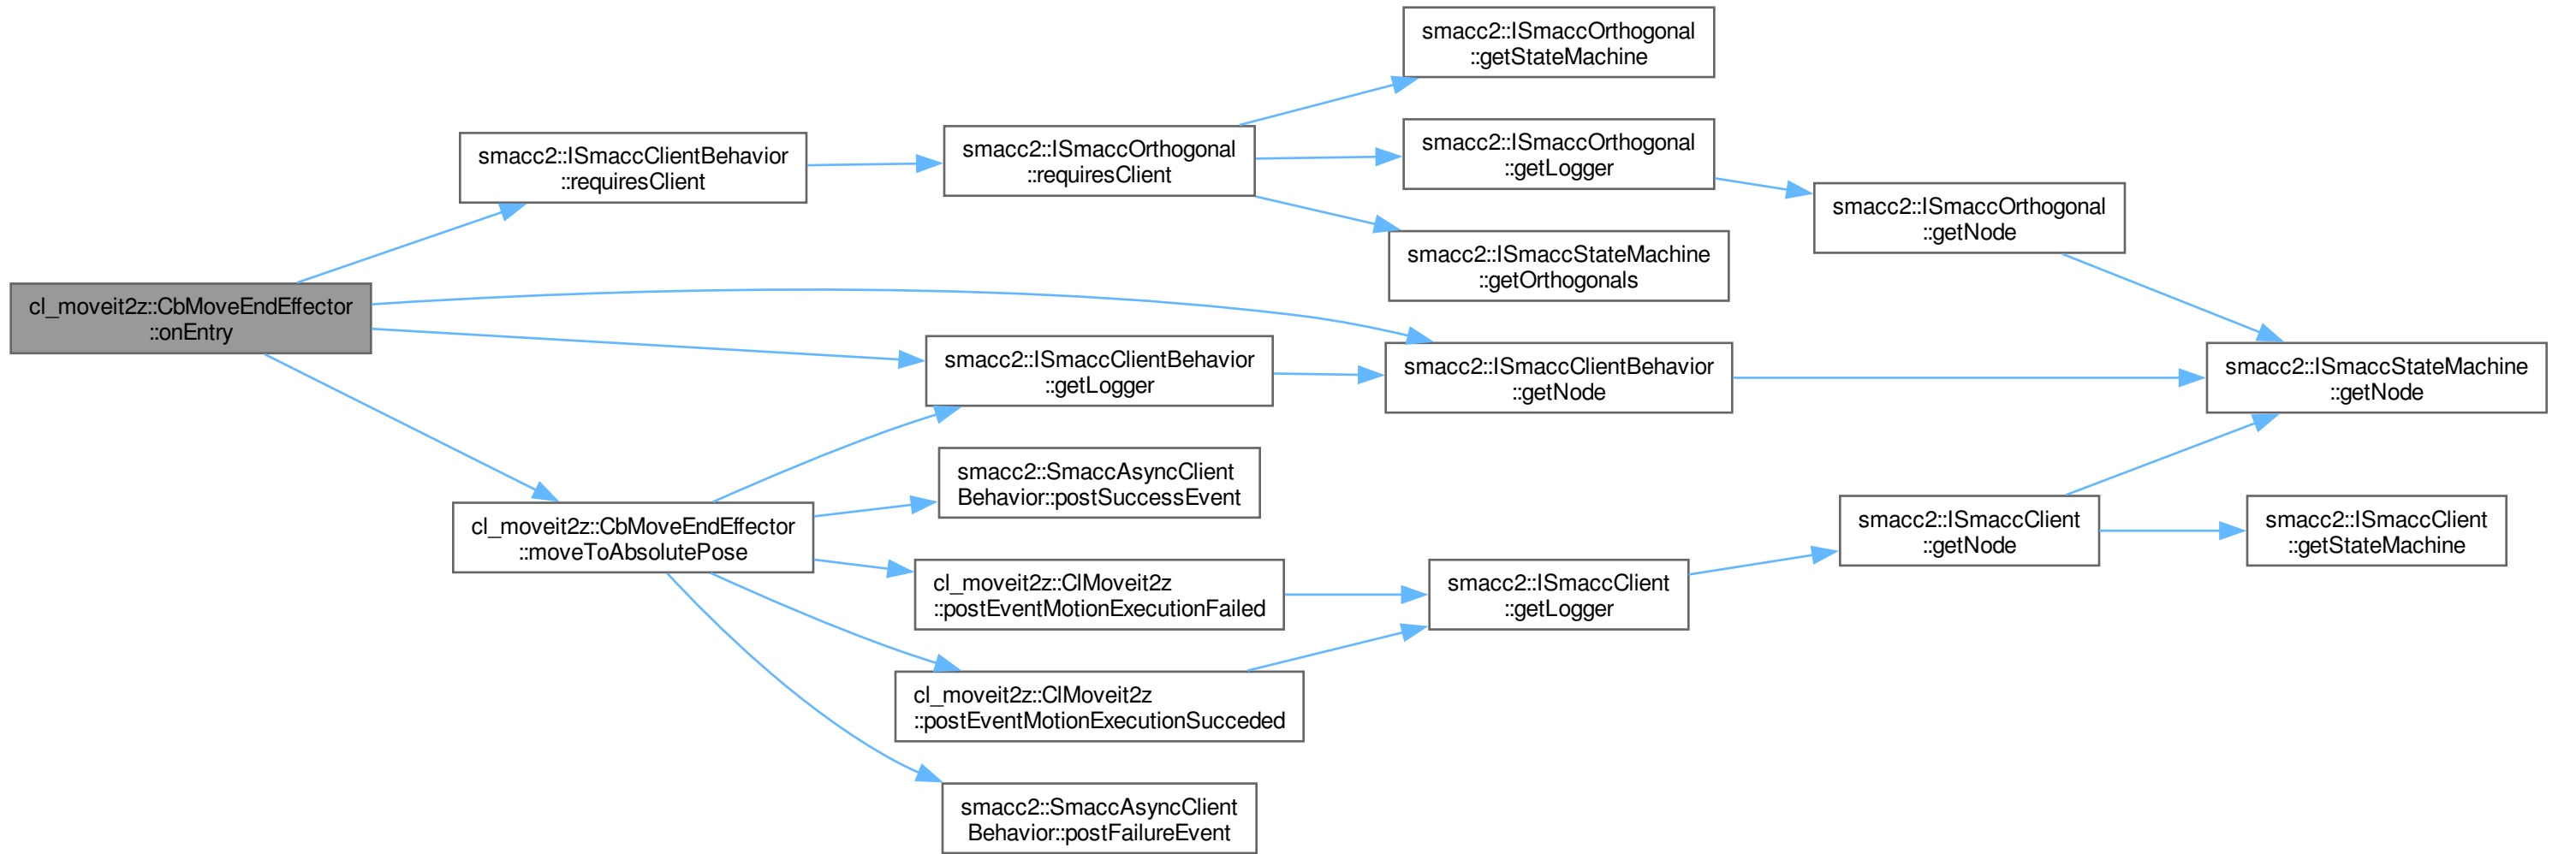 cl_moveit2z::CbMoveEndEffector
::onEntry
smacc2::ISmaccClientBehavior
::requiresClient
smacc2::ISmaccOrthogonal
::requiresClient
smacc2::ISmaccOrthogonal
::getStateMachine
smacc2::ISmaccOrthogonal
::getLogger
smacc2::ISmaccOrthogonal
::getNode
smacc2::ISmaccStateMachine
::getOrthogonals
smacc2::ISmaccClientBehavior
::getLogger
smacc2::ISmaccClientBehavior
::getNode
smacc2::ISmaccStateMachine
::getNode
cl_moveit2z::CbMoveEndEffector
::moveToAbsolutePose
smacc2::SmaccAsyncClient
Behavior::postSuccessEvent
cl_moveit2z::ClMoveit2z
::postEventMotionExecutionFailed
smacc2::ISmaccClient
::getLogger
smacc2::ISmaccClient
::getNode
smacc2::ISmaccClient
::getStateMachine
cl_moveit2z::ClMoveit2z
::postEventMotionExecutionSucceded
smacc2::SmaccAsyncClient
Behavior::postFailureEvent